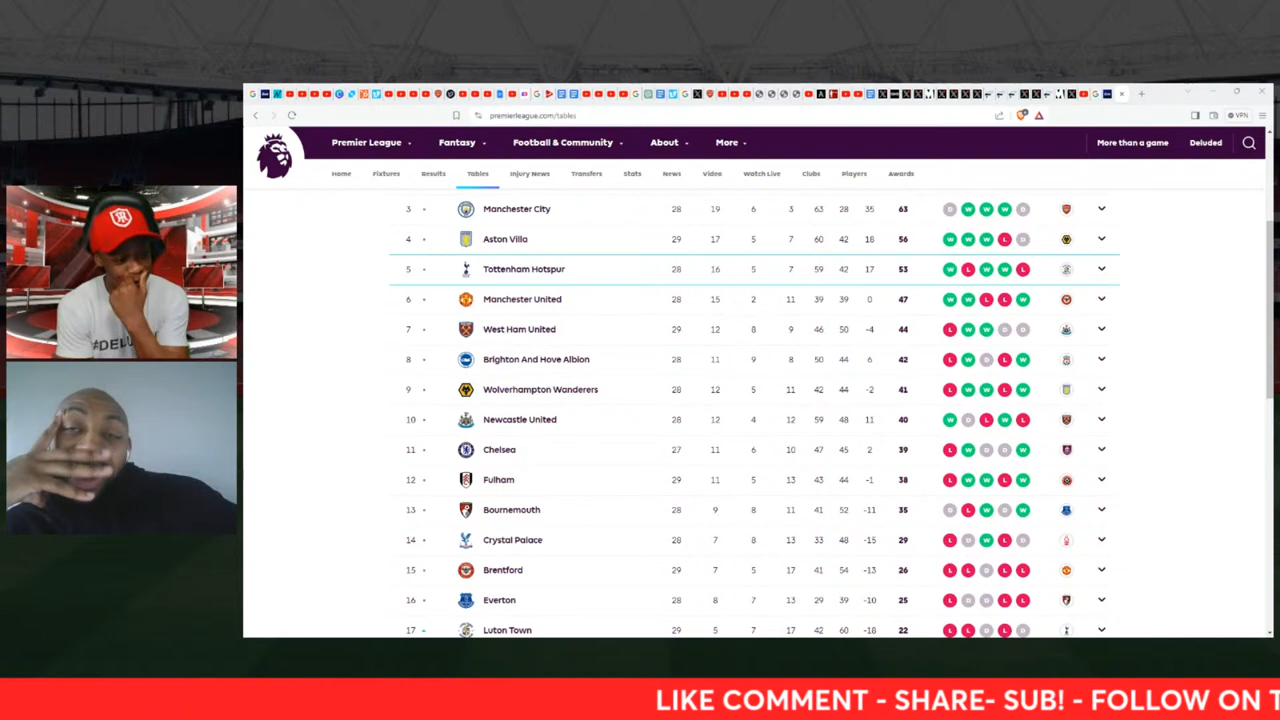 premierleague.com/tables
VPN
Premier League Fantasy Football & Community About More More than a game Deluded
Home Fixtures Results Tables Injury News Transfers Stats News Video Watch Live Clubs Players Awards
3 Manchester City 28 19 6 3 63 28 35 63 D W W W D
4 Aston Villa 29 17 5 7 60 42 18 56 W W W L D
5 Tottenham Hotspur 28 16 5 7 59 42 17 53 W L W W L
6 Manchester United 28 15 2 11 39 39 0 47 W W L L W
7 West Ham United 29 12 8 9 46 50 -4 44 L W W D D
8 Brighton And Hove Albion 28 11 9 8 50 44 6 42 L W D L W
9 Wolverhampton Wanderers 28 12 5 11 42 44 -2 41 L W W L W
10 Newcastle United 28 12 4 12 59 48 11 40 W D L W L
11 Chelsea 27 11 6 10 47 45 2 39 L W D D W
12 Fulham 29 11 5 13 43 44 -1 38 L W W L W
13 Bournemouth 28 9 8 11 41 52 -11 35 D L W D W
14 Crystal Palace 28 7 8 13 33 48 -15 29 L D W L D
15 Brentford 29 7 5 17 41 54 -13 26 L L D L L
16 Everton 28 8 7 13 29 39 -10 25 L D D L L
17 Luton Town 29 5 7 17 42 60 -18 22 L L D L D
#DELU
LIKE COMMENT - SHARE- SUB! - FOLLOW ON T